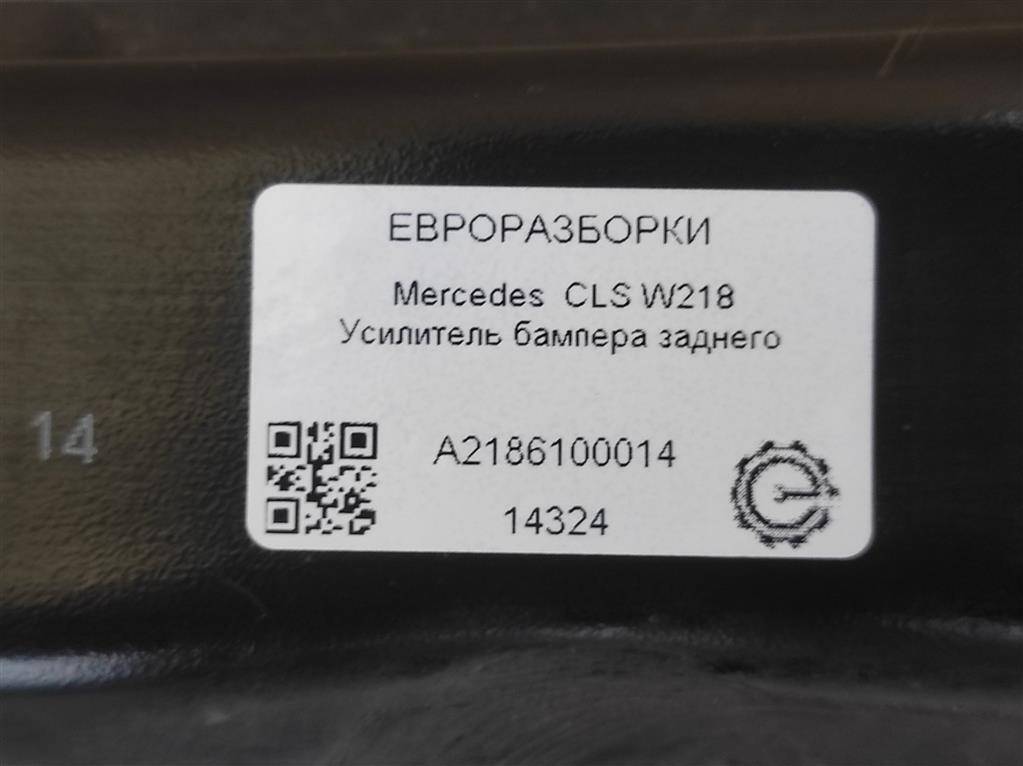 ЕВРОРАЗБОРКИ
Mercedes CLS W218
Усилитель бампера заднего
14
A2186100014
14324